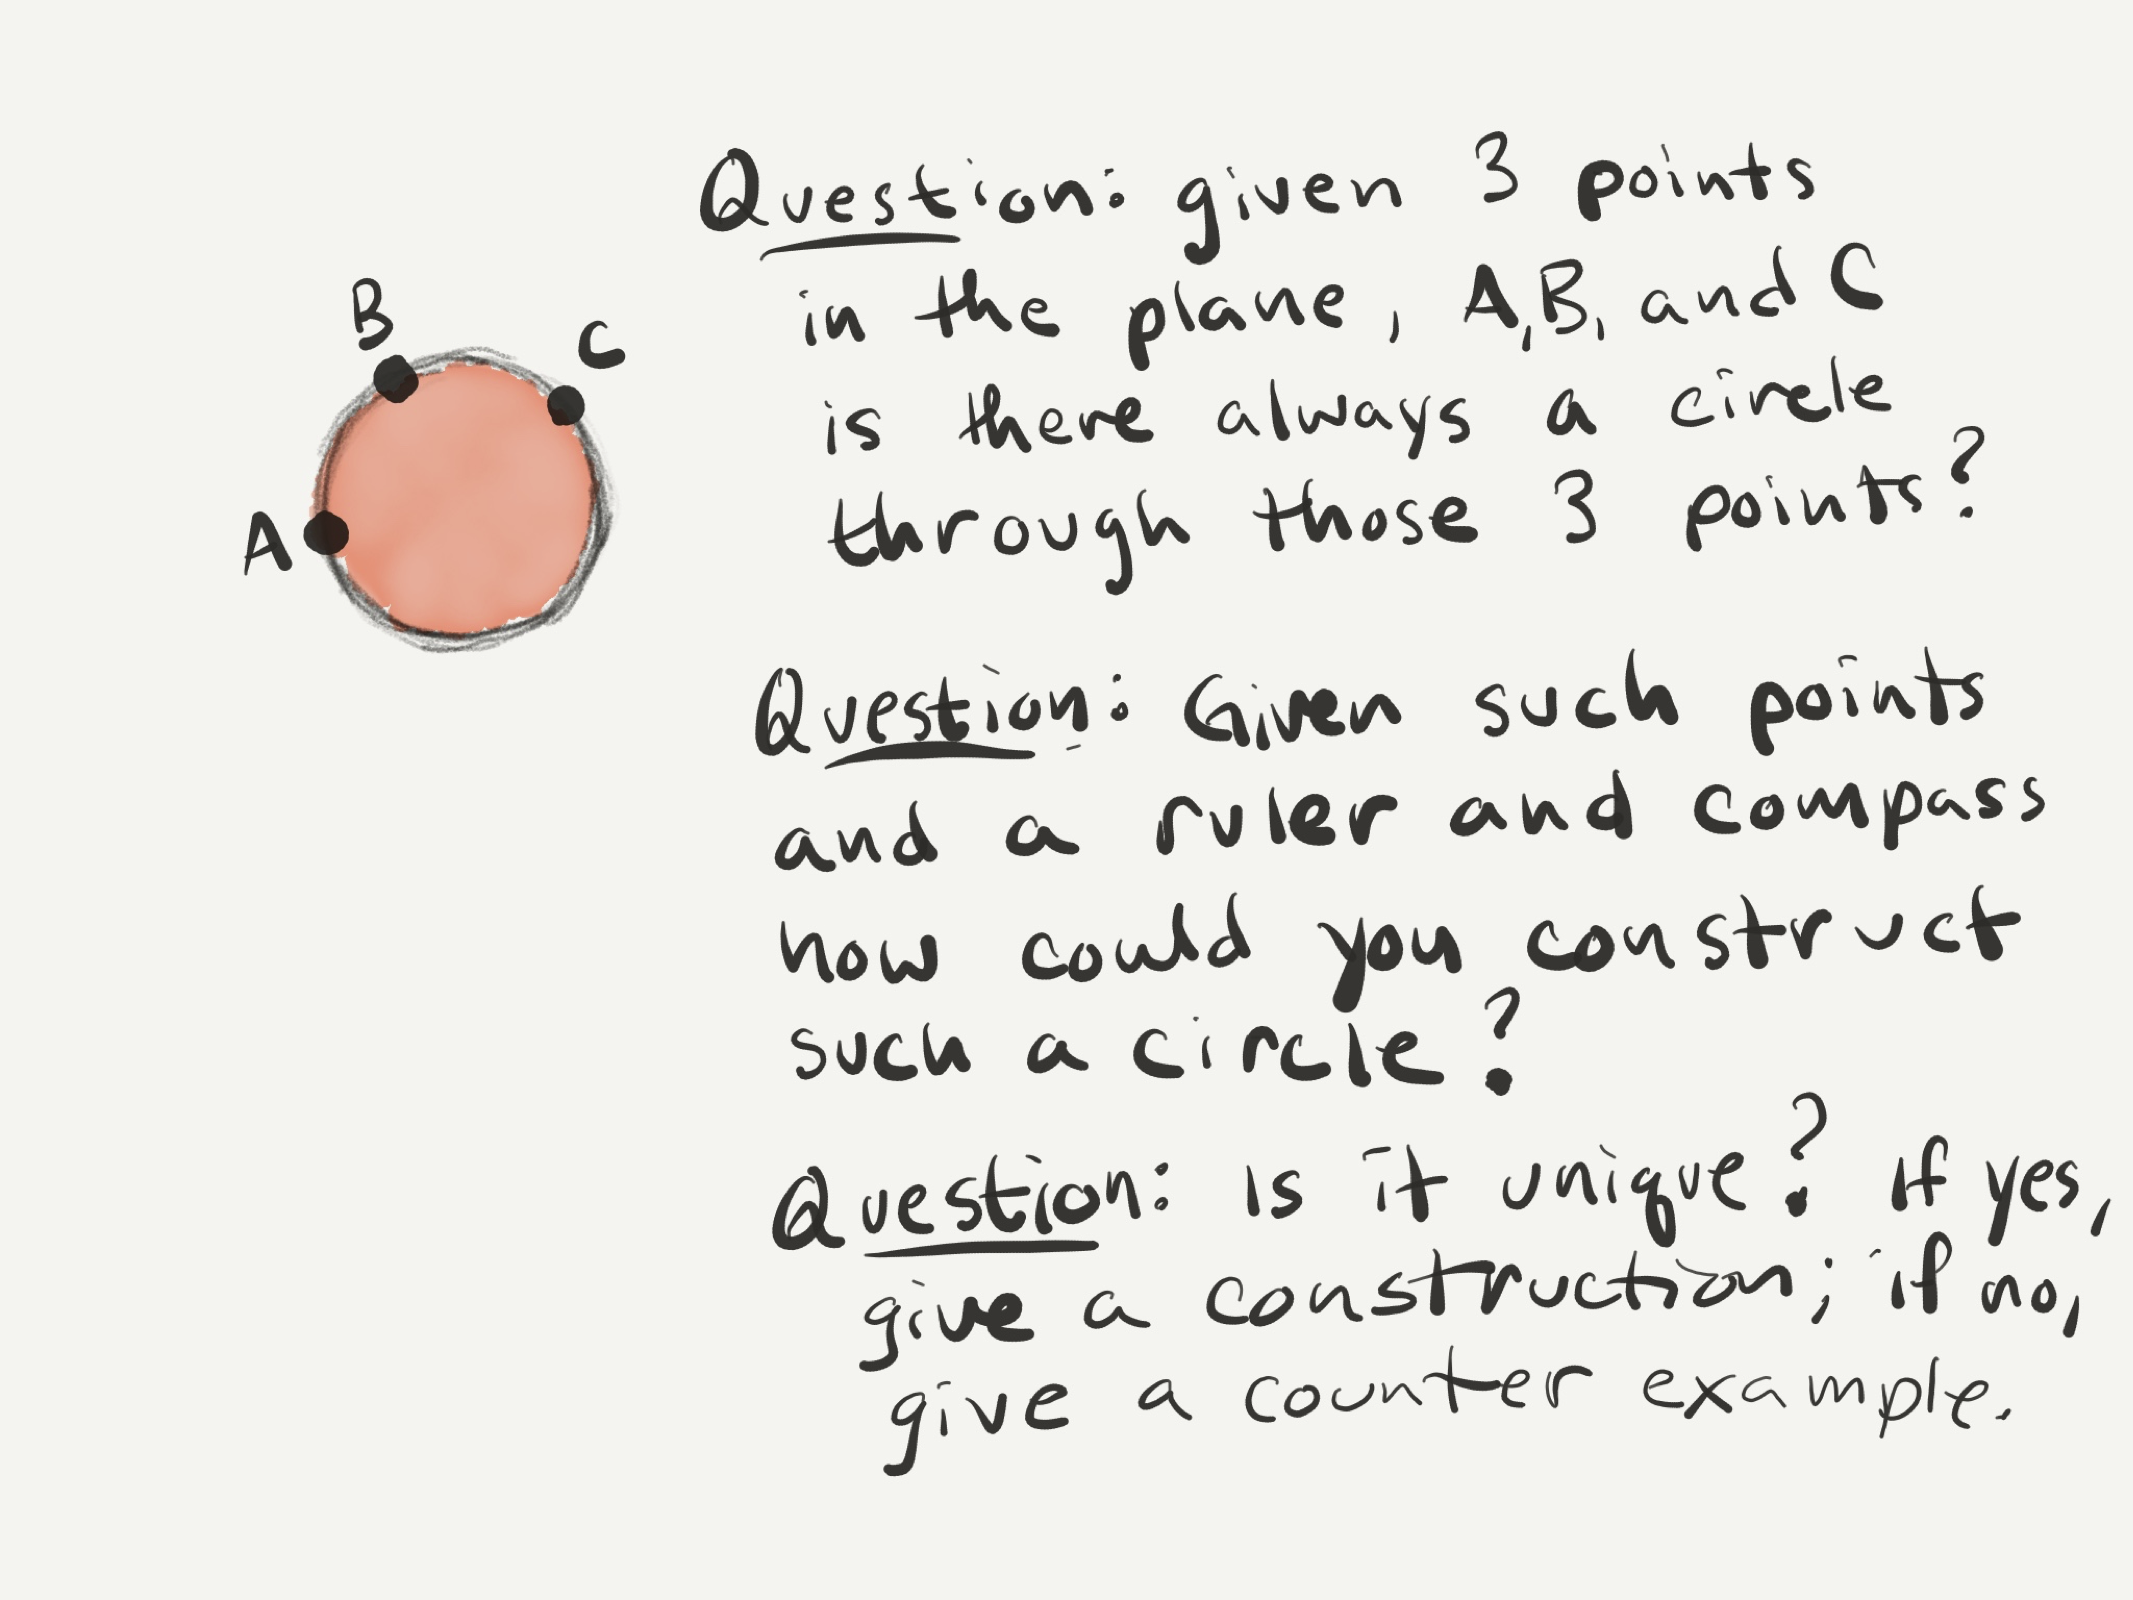 B
C
A
Question: given 3 points
in the plane, A, B, and C
is there always a circle
through those 3 points?
Question: Given such points
and a ruler and compass
how could you construct
such a circle?
Question: Is it unique? If yes,
give a construction; if no,
give a counter example.